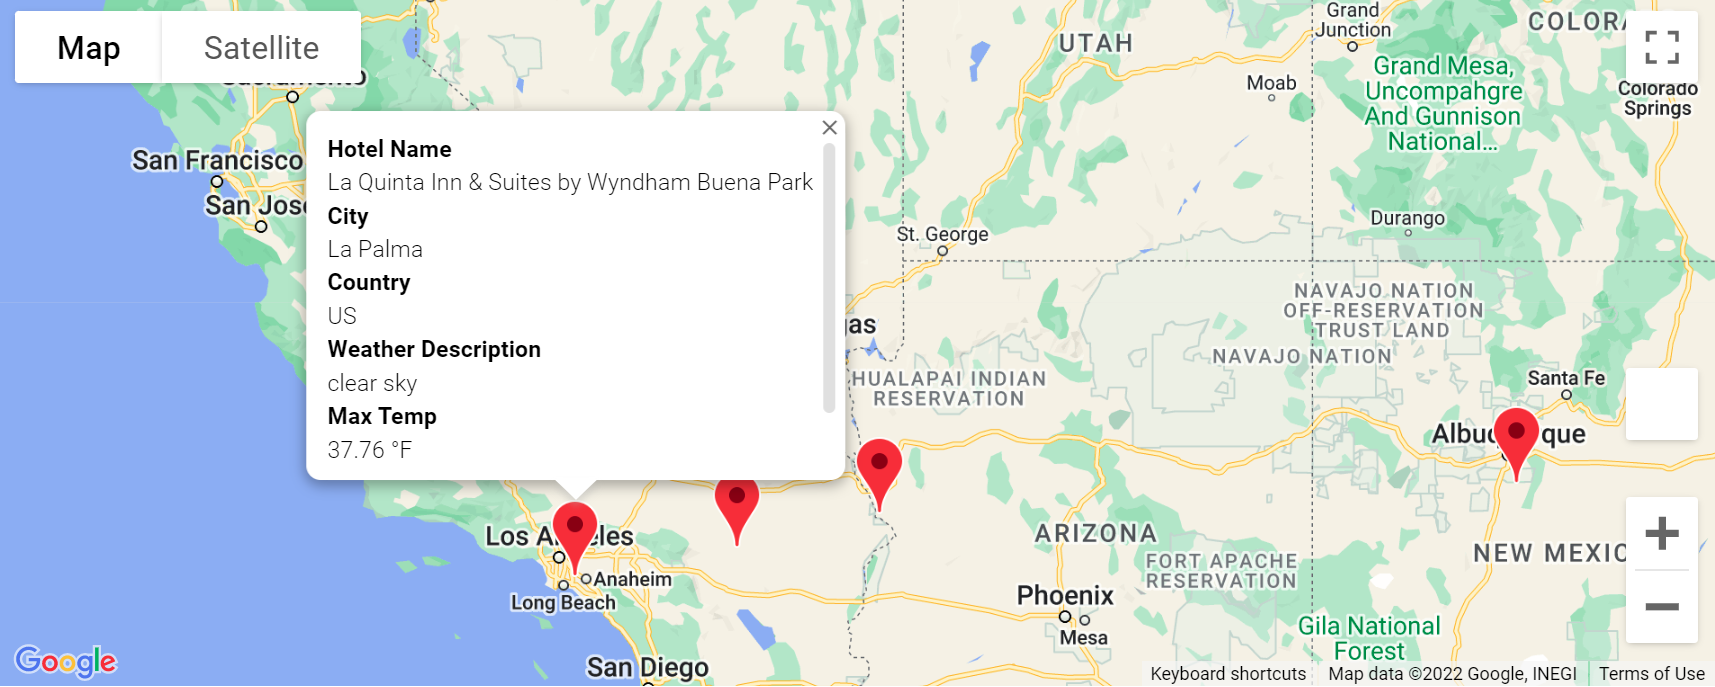 Map
Satellite
Sacramento
San Francisco
San Jos
Hotel Name
La Quinta Inn & Suites by Wyndham Buena Park
City
La Palma
Country
US
Weather Description
clear sky
Max Temp
37.76 °F
UTAH
Grand
Junction
COLORA
Moab
Grand Mesa,
Uncompahgre
And Gunnison
National...
Colorado
Springs
St. George
Durango
NAVAJO NATION
OFF-RESERVATION
TRUST LAND
NAVAJO NATION
gas
HUALAPAI INDIAN
RESERVATION
Santa Fe
Albuquerque
Los Angeles
Anaheim
Long Beach
San Diego
ARIZONA
FORT APACHE
RESERVATION
Phoenix
Mesa
NEW MEXIC
Gila National
Forest
Google
Keyboard shortcuts
Map data ©2022 Google, INEGI
Terms of Use